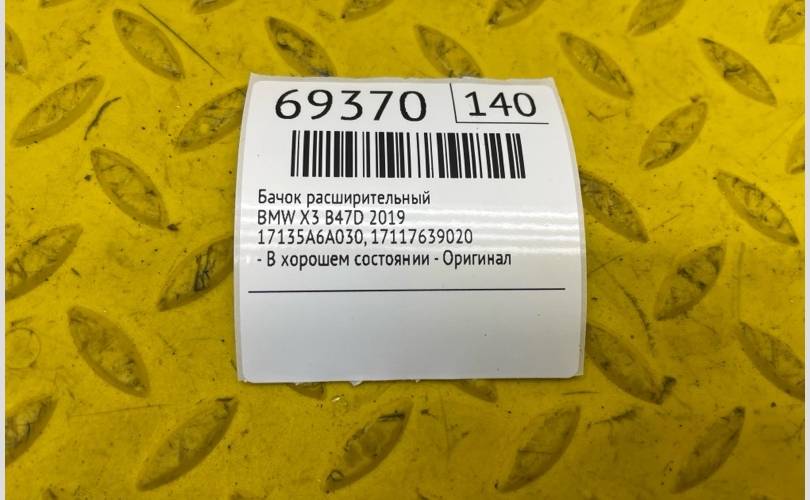 69370 140
Бачок расширительный
BMW X3 B47D 2019
17135A6A030, 17117639020
- В хорошем состоянии - Оригинал